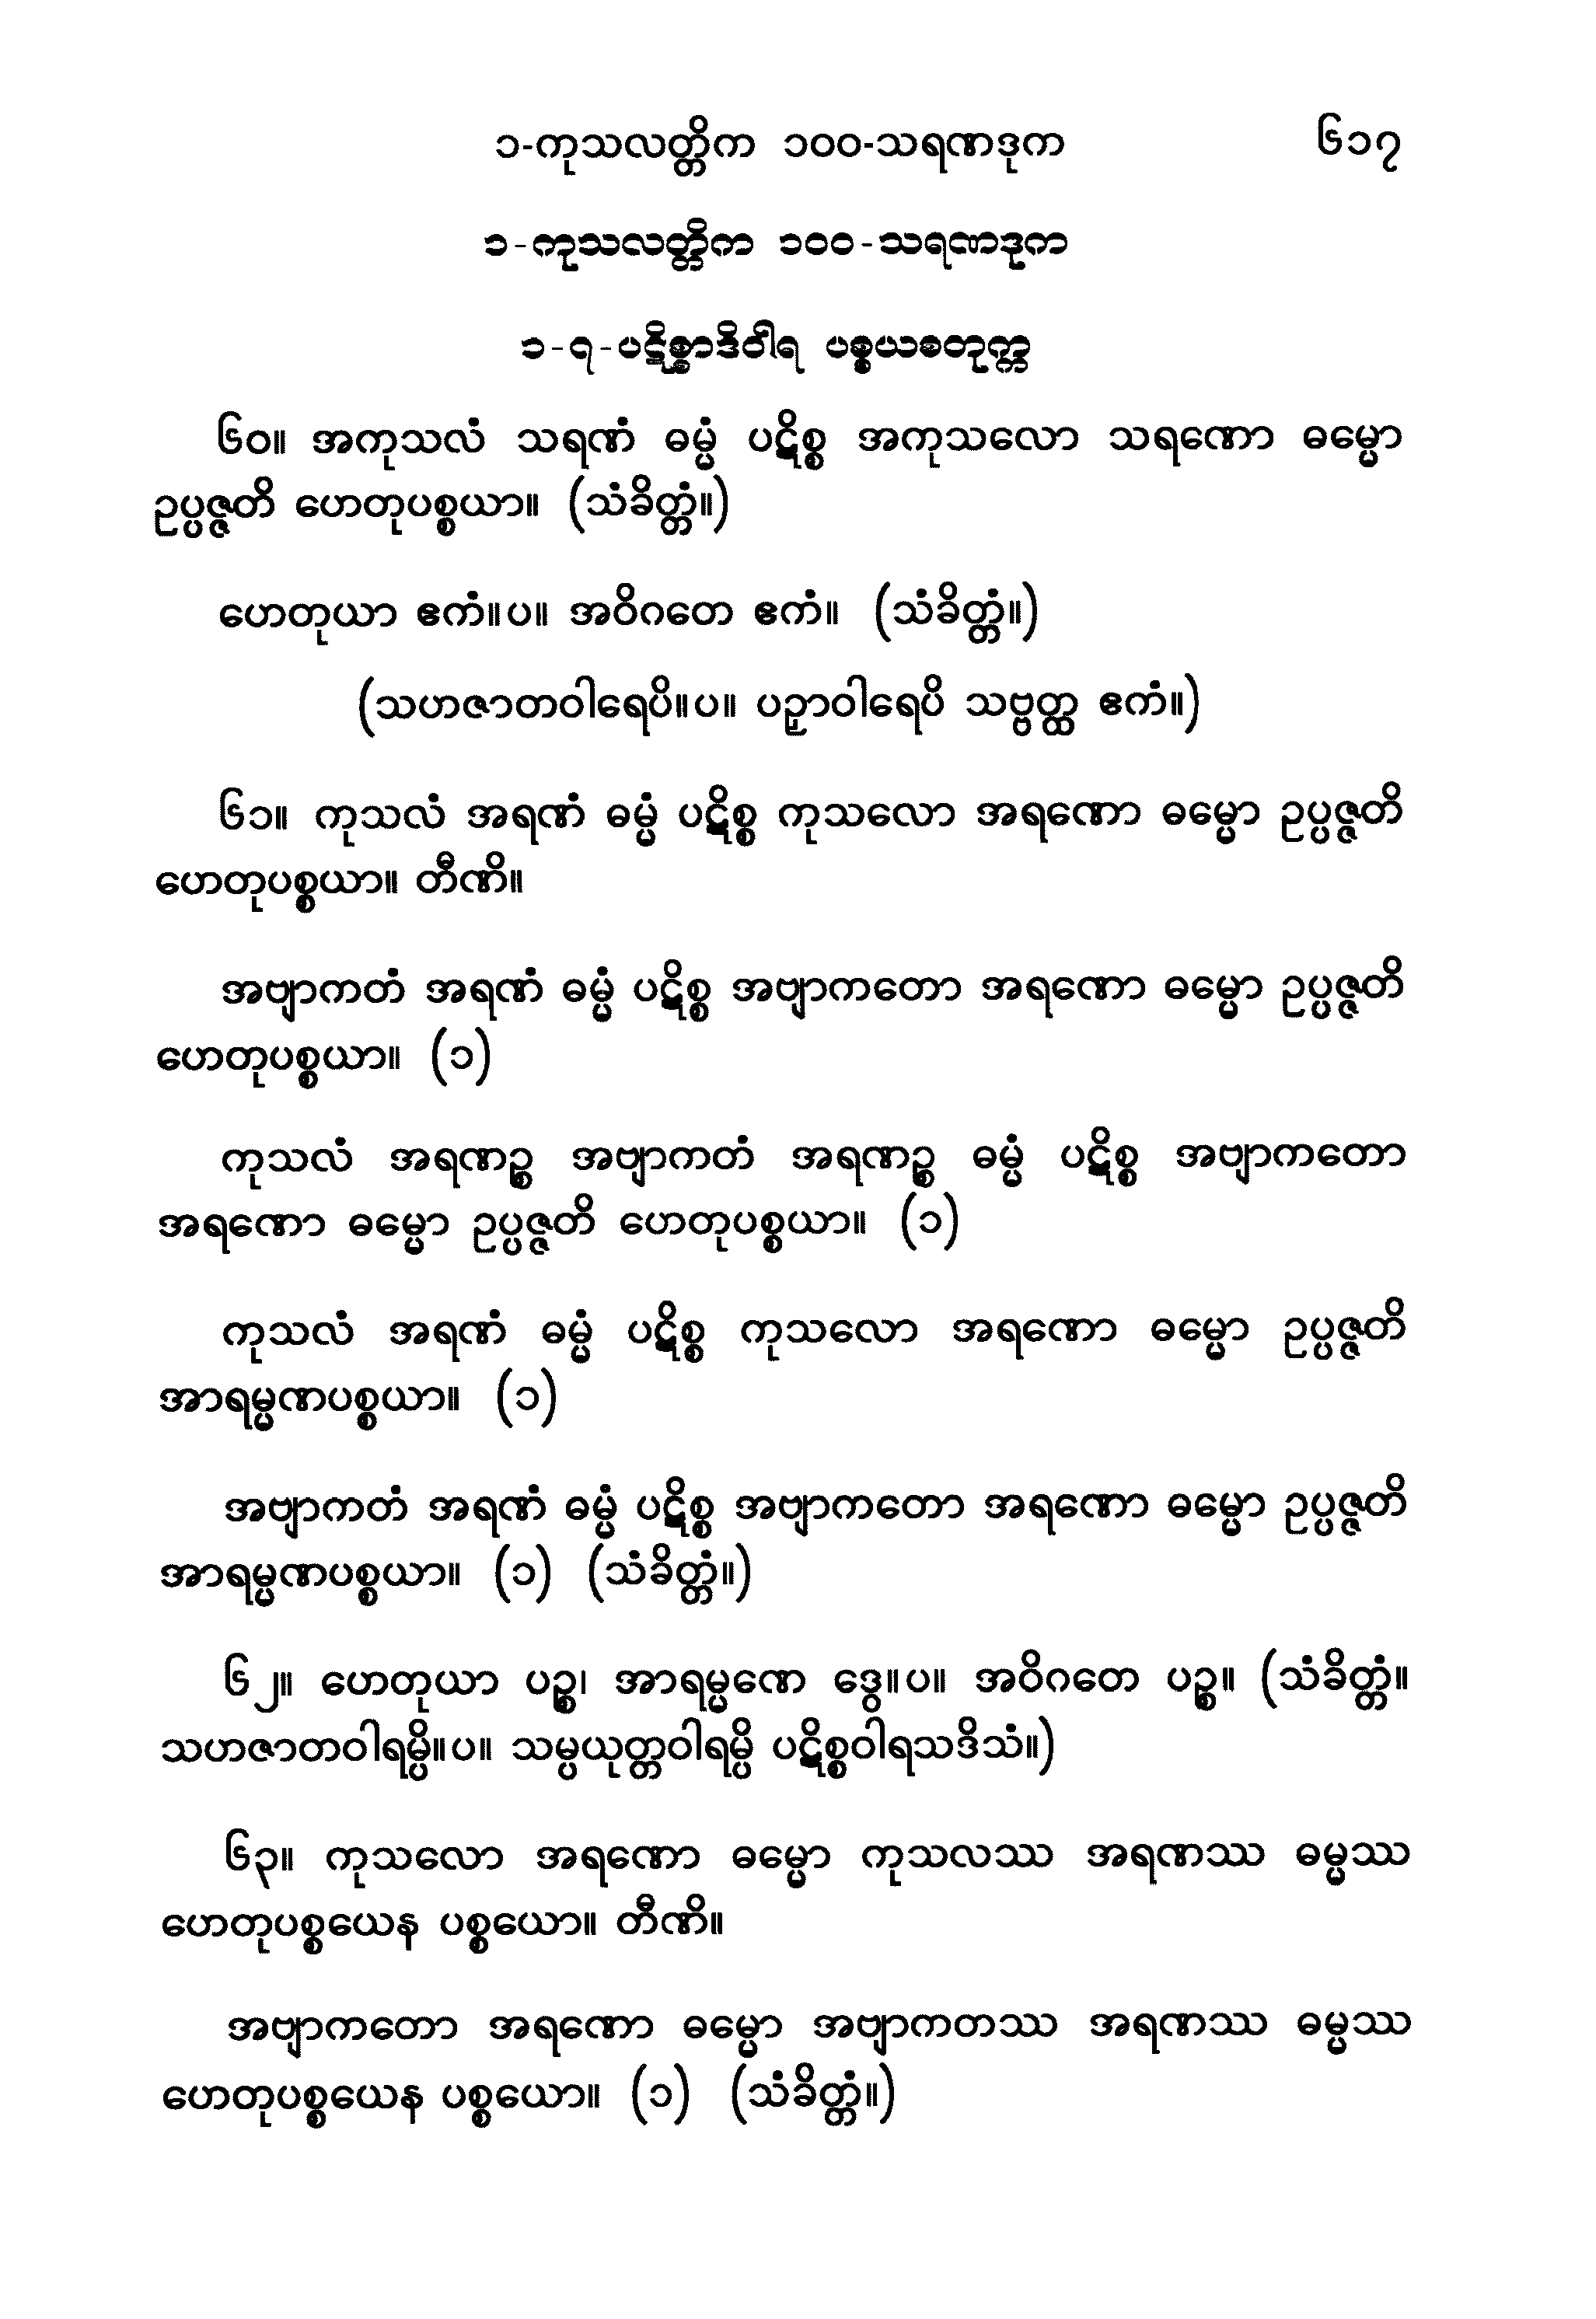 ၁-ကုသလတ္တိက ၁၀၀-သရဏဒုက ၆၁၇
၁-ကုသလတ္တိက ၁၀၀-သရဏဒုက
၁-၇-ပဋိစ္စာဒိဝါရ ပစ္စယစတုက္က
၆၀။ အကုသလံ သရဏံ ဓမ္မံ ပဋိစ္စ အကုသလော သရဏော ဓမ္မော
ဥပ္ပဇ္ဇတိ ဟေတုပစ္စယာ။ (သံခိတ္တံ။)
ဟေတုယာ ဧကံ။ပ။ အဝိဂတေ ဧကံ။ (သံခိတ္တံ။)
(သဟဇာတဝါရေပိ။ပ။ ပဉှာဝါရေပိ သဗ္ဗတ္ထ ဧကံ။)
၆၁။ ကုသလံ အရဏံ ဓမ္မံ ပဋိစ္စ ကုသလော အရဏော ဓမ္မော ဥပ္ပဇ္ဇတိ
ဟေတုပစ္စယာ။ တီဏိ။
အဗျာကတံ အရဏံ ဓမ္မံ ပဋိစ္စ အဗျာကတော အရဏော ဓမ္မော ဥပ္ပဇ္ဇတိ
ဟေတုပစ္စယာ။ (၁)
ကုသလံ အရဏဉ္စ အဗျာကတံ အရဏဉ္စ ဓမ္မံ ပဋိစ္စ အဗျာကတော
အရဏော ဓမ္မော ဥပ္ပဇ္ဇတိ ဟေတုပစ္စယာ။ (၁)
ကုသလံ အရဏံ ဓမ္မံ ပဋိစ္စ ကုသလော အရဏော ဓမ္မော ဥပ္ပဇ္ဇတိ
အာရမ္မဏပစ္စယာ။ (၁)
အဗျာကတံ အရဏံ ဓမ္မံ ပဋိစ္စ အဗျာကတော အရဏော ဓမ္မော ဥပ္ပဇ္ဇတိ
အာရမ္မဏပစ္စယာ။ (၁) (သံခိတ္တံ။)
၆၂။ ဟေတုယာ ပဉ္စ၊ အာရမ္မဏေ ဒွေ။ပ။ အဝိဂတေ ပဉ္စ။ (သံခိတ္တံ။
သဟဇာတဝါရမ္ပိ။ပ။ သမ္ပယုတ္တဝါရမ္ပိ ပဋိစ္စဝါရသဒိသံ။)
၆၃။ ကုသလော အရဏော ဓမ္မော ကုသလဿ အရဏဿ ဓမ္မဿ
ဟေတုပစ္စယေန ပစ္စယော။ တီဏိ။
အဗျာကတော အရဏော ဓမ္မော အဗျာကတဿ အရဏဿ ဓမ္မဿ
ဟေတုပစ္စယေန ပစ္စယော။ (၁) (သံခိတ္တံ။)